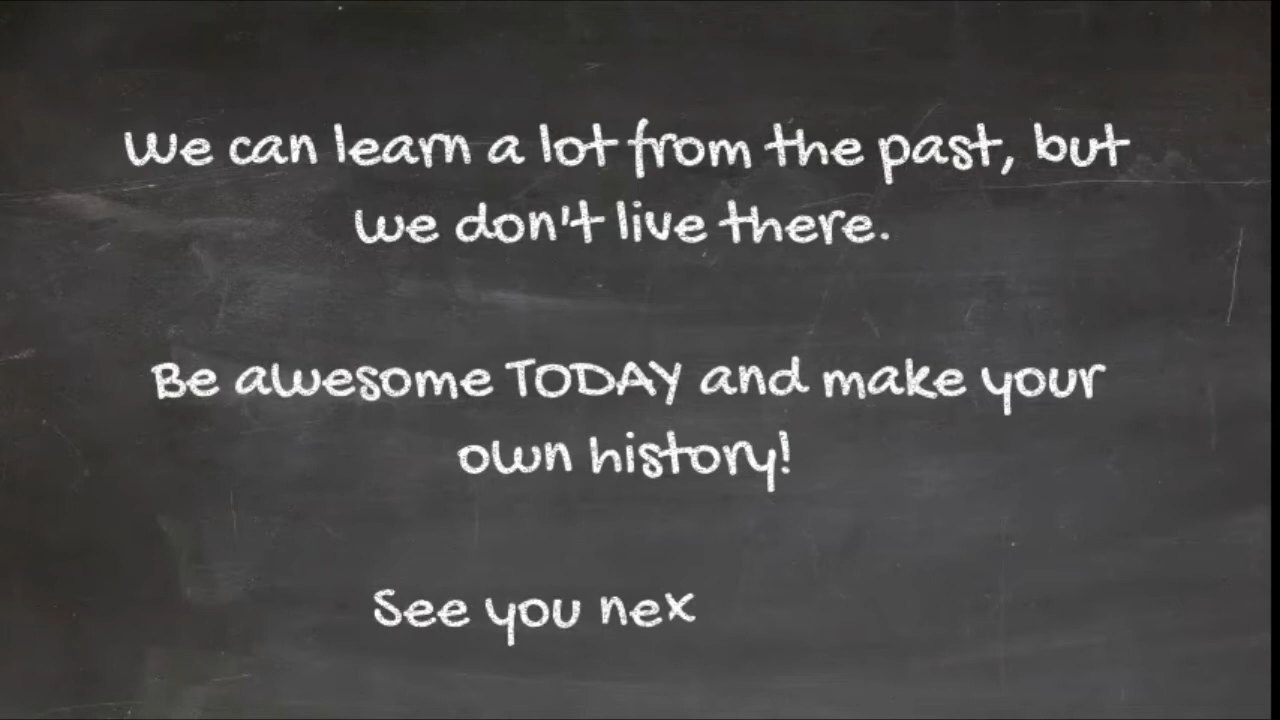 We can learn a lot from the past, but
we don't live there.
Be awesome TODAY and make your
own history!
See you nex